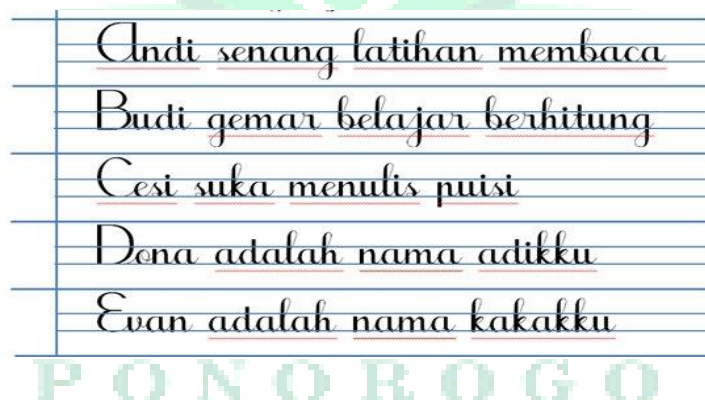 Andi senang latihan membaca
Budi gemar belajar berhitung
Cesi suka menulis puisi
Dona adalah nama adikku
Evan adalah nama kakakku
PONOROGO